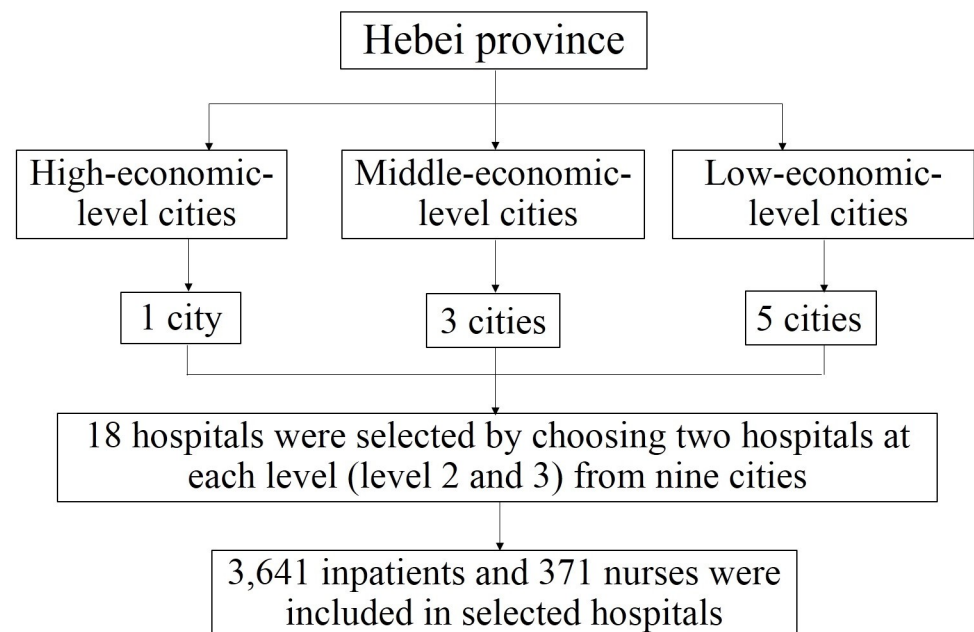 Hebei province
High-economic-
level cities
Middle-economic-
level cities
Low-economic-
level cities
1 city
3 cities
5 cities
18 hospitals were selected by choosing two hospitals at
each level (level 2 and 3) from nine cities
3,641 inpatients and 371 nurses were
included in selected hospitals